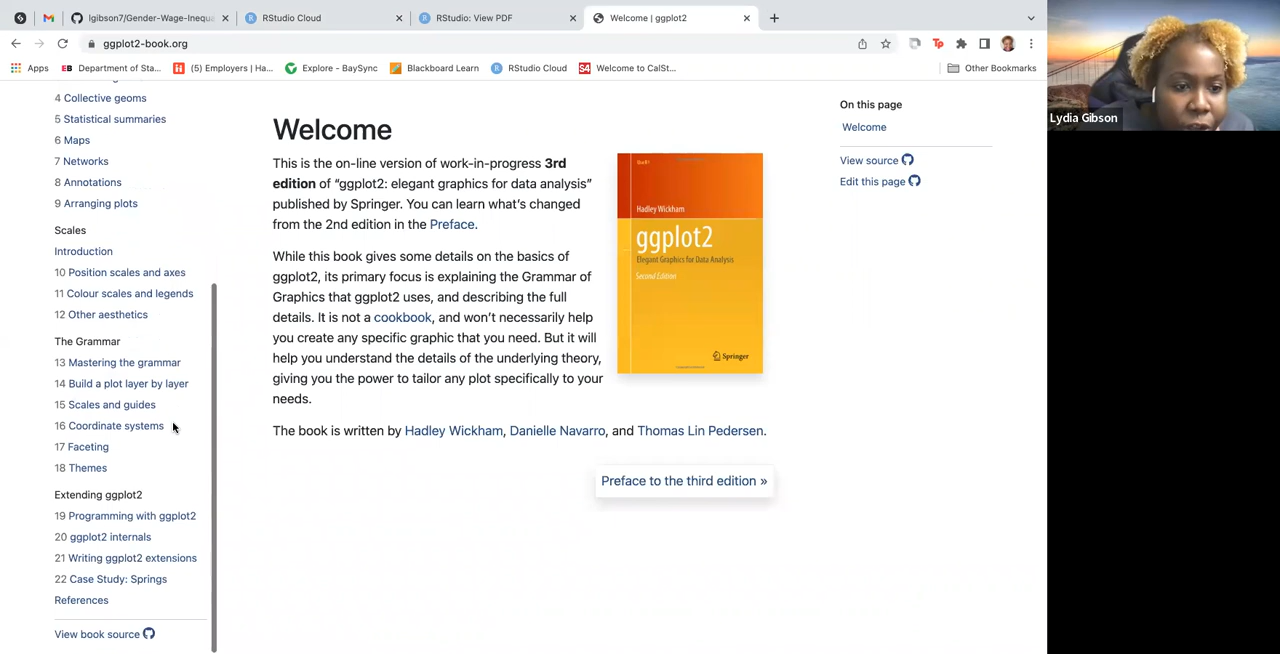 lgibson7/Gender-Wage-Inequa
RStudio Cloud
RStudio: View PDF
Welcome | ggplot2
ggplot2-book.org
Apps
Department of Sta...
(5) Employers | Ha...
Explore - BaySync
Blackboard Learn
RStudio Cloud
Welcome to CalSt...
Other Bookmarks
4 Collective geoms
5 Statistical summaries
6 Maps
7 Networks
8 Annotations
9 Arranging plots
Scales
Introduction
10 Position scales and axes
11 Colour scales and legends
12 Other aesthetics
The Grammar
13 Mastering the grammar
14 Build a plot layer by layer
15 Scales and guides
16 Coordinate systems
17 Faceting
18 Themes
Extending ggplot2
19 Programming with ggplot2
20 ggplot2 internals
21 Writing ggplot2 extensions
22 Case Study: Springs
References
View book source
Welcome
This is the on-line version of work-in-progress 3rd
edition of “ggplot2: elegant graphics for data analysis”
published by Springer. You can learn what’s changed
from the 2nd edition in the Preface.
While this book gives some details on the basics of
ggplot2, its primary focus is explaining the Grammar of
Graphics that ggplot2 uses, and describing the full
details. It is not a cookbook, and won’t necessarily help
you create any specific graphic that you need. But it will
help you understand the details of the underlying theory,
giving you the power to tailor any plot specifically to your
needs.
The book is written by Hadley Wickham, Danielle Navarro, and Thomas Lin Pedersen.
Preface to the third edition »
Hadley Wickham
ggplot2
Elegant Graphics for Data Analysis
Second Edition
Springer
On this page
Welcome
View source
Edit this page
Lydia Gibson